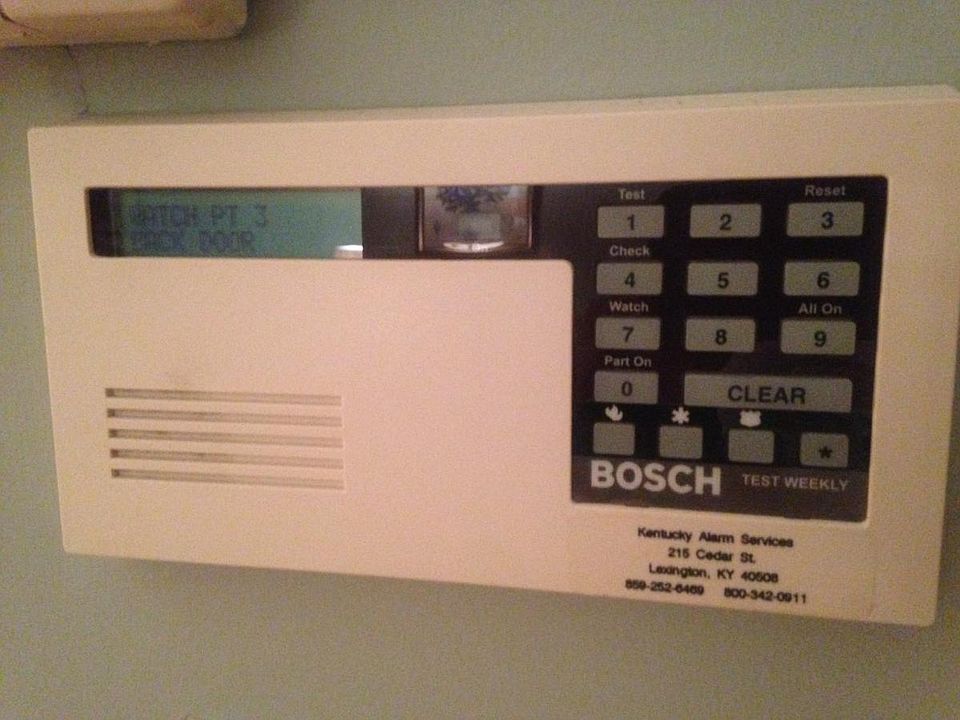 WATCH PT 3
BACK DOOR
Test
Reset
1 2 3
Check
4 5 6
Watch
All On
7 8 9
Part On
0 CLEAR
*
BOSCH
TEST WEEKLY
Kentucky Alarm Services
215 Cedar St.
Lexington, KY 40508
859-252-6469 800-342-0911